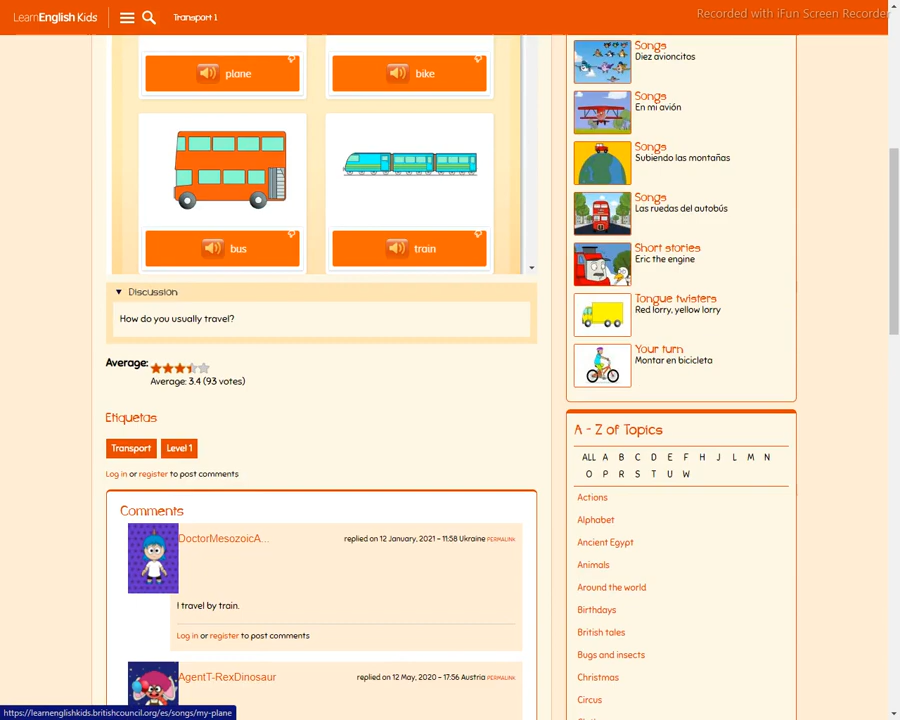 LearnEnglish Kids
Transport 1
Recorded with iFun Screen Recorder
plane
bike
bus
train
▼ Discussion
How do you usually travel?
Average:
Average: 3.4 (93 votes)
Etiquetas
Transport
Level 1
Log in or register to post comments
Comments
DoctorMesozoicA...
replied on 12 January, 2021 - 11:58 Ukraine PERMALINK
I travel by train.
Log in or register to post comments
AgentT-RexDinosaur
replied on 12 May, 2020 - 17:56 Austria PERMALINK
Songs
Diez avioncitos
Songs
En mi avión
Songs
Subiendo las montañas
Songs
Las ruedas del autobús
Short stories
Eric the engine
Tongue twisters
Red lorry, yellow lorry
Your turn
Montar en bicicleta
A - Z of Topics
ALL A B C D E F H J L M N
O P R S T U W
Actions
Alphabet
Ancient Egypt
Animals
Around the world
Birthdays
British tales
Bugs and insects
Christmas
Circus
https://learnenglishkids.britishcouncil.org/es/songs/my-plane